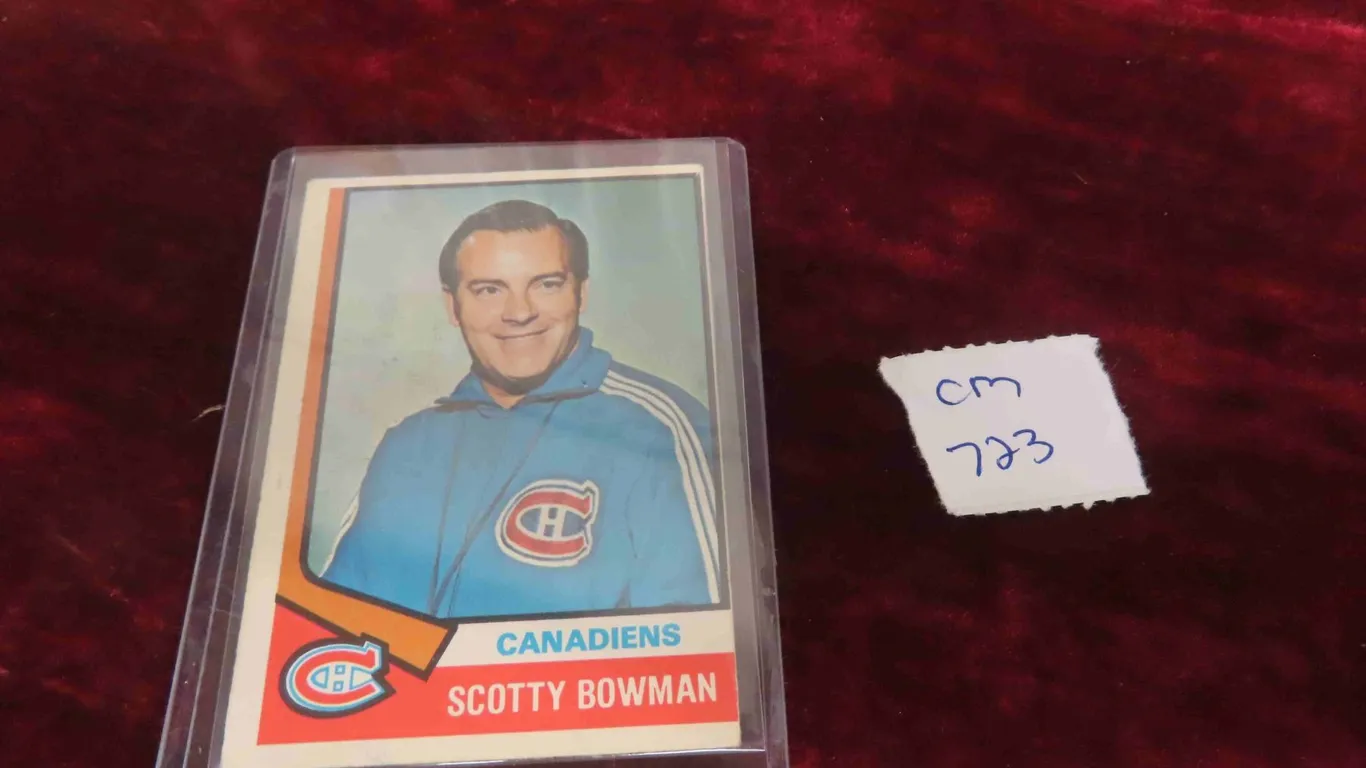 CANADIENS
SCOTTY BOWMAN
CM
723